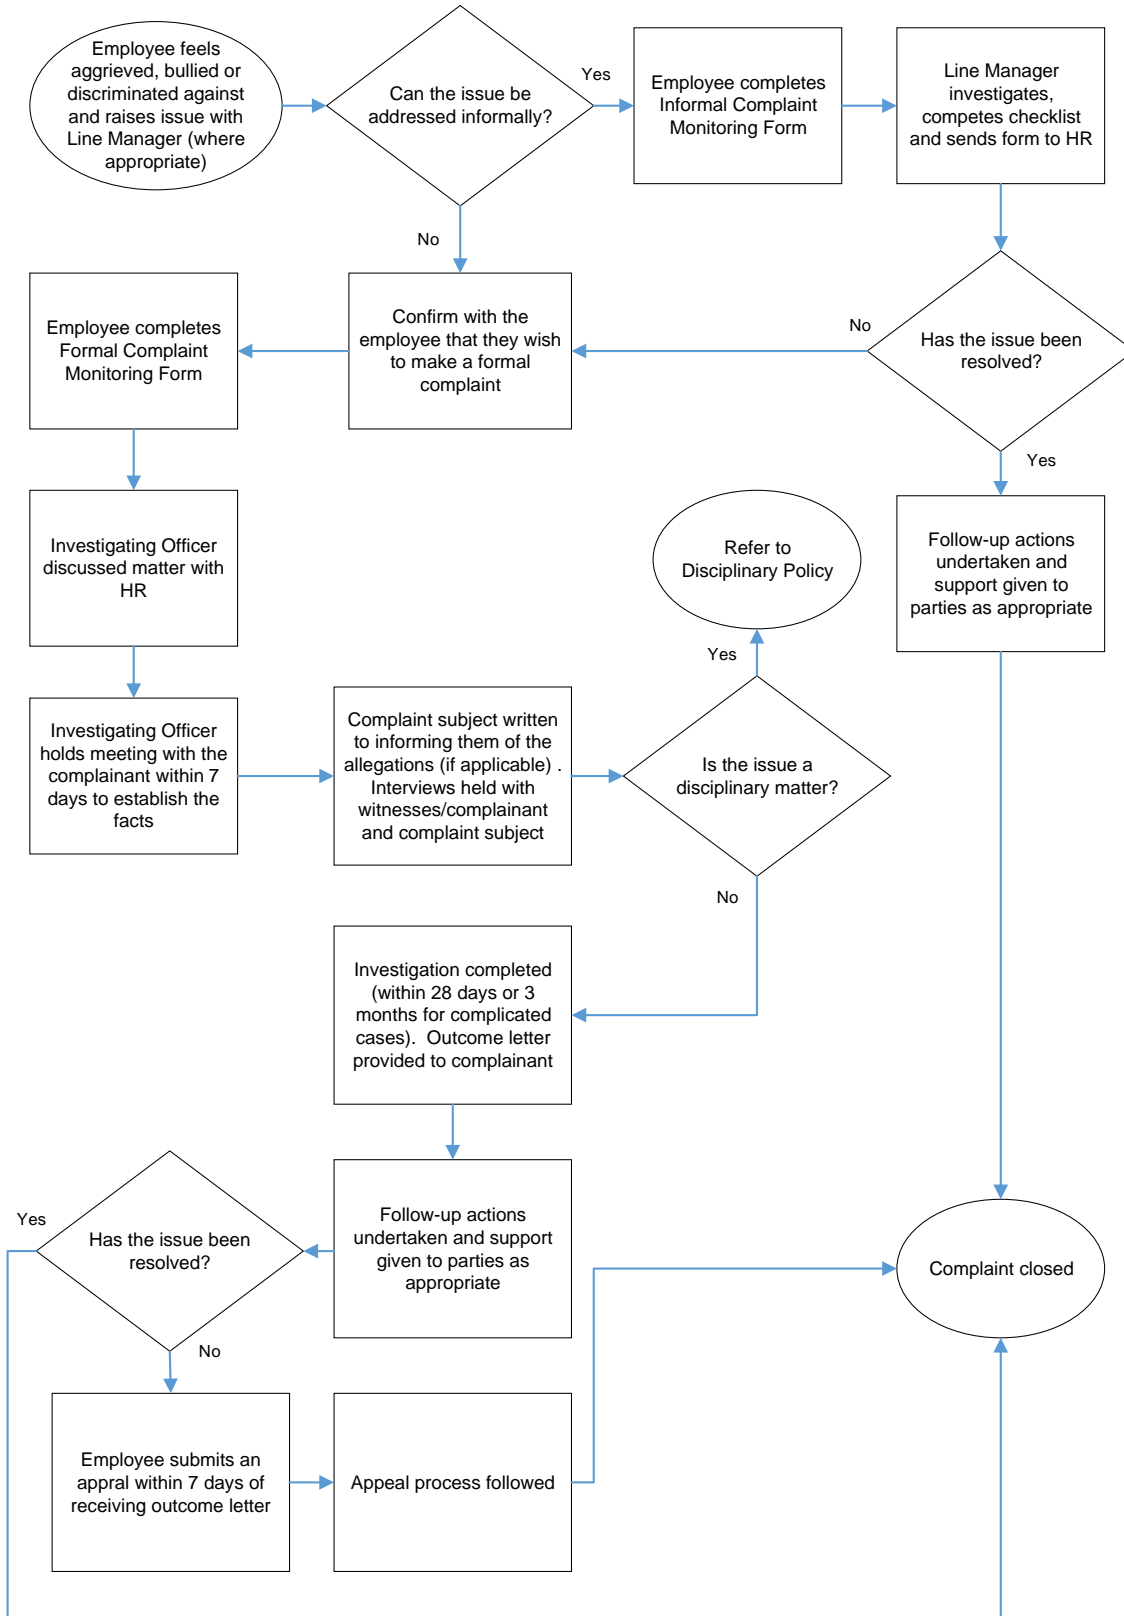 Employee feels
aggrieved, bullied or
discriminated against
and raises issue with
Line Manager (where
appropriate)
Can the issue be
addressed informally?
Yes
Employee completes
Informal Complaint
Monitoring Form
Line Manager
investigates,
competes checklist
and sends form to HR
No
Employee completes
Formal Complaint
Monitoring Form
Confirm with the
employee that they wish
to make a formal
complaint
No
Has the issue been
resolved?
Yes
Investigating Officer
discussed matter with
HR
Refer to
Disciplinary Policy
Follow-up actions
undertaken and
support given to
parties as appropriate
Yes
Investigating Officer
holds meeting with the
complainant within 7
days to establish the
facts
Complaint subject written
to informing them of the
allegations (if applicable) .
Interviews held with
witnesses/complainant
and complaint subject
Is the issue a
disciplinary matter?
No
Investigation completed
(within 28 days or 3
months for complicated
cases).  Outcome letter
provided to complainant
Yes
Has the issue been
resolved?
Follow-up actions
undertaken and support
given to parties as
appropriate
Complaint closed
No
Employee submits an
appral within 7 days of
receiving outcome letter
Appeal process followed